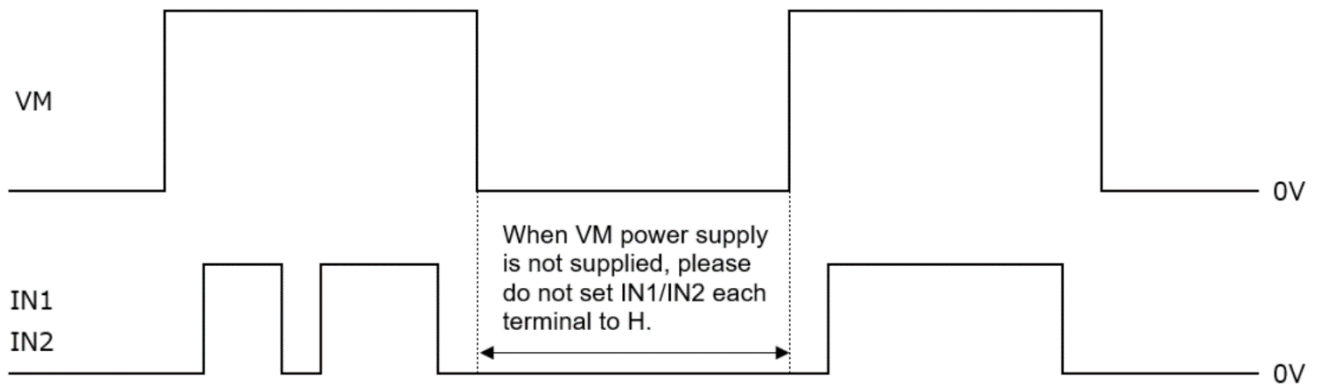 VM
0V
When VM power supply
is not supplied, please
do not set IN1/IN2 each
terminal to H.
IN1
IN2
0V